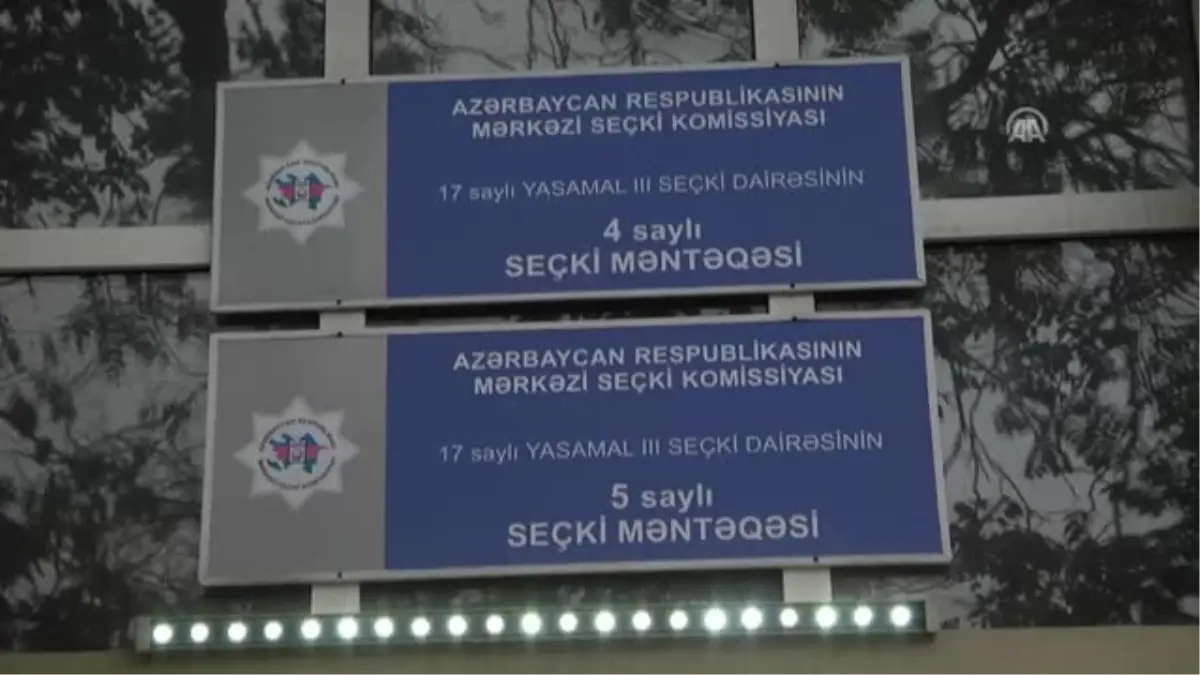 AZƏRBAYCAN RESPUBLİKASININ
MƏRKƏZİ SEÇKİ KOMİSSİYASI
17 saylı YASAMAL III SEÇKİ DAİRƏSİNİN
4 saylı
SEÇKİ MƏNTƏQƏSİ
AZƏRBAYCAN RESPUBLİKASININ
MƏRKƏZİ SEÇKİ KOMİSSİYASI
17 saylı YASAMAL III SEÇKİ DAİRƏSİNİN
5 saylı
SEÇKİ MƏNTƏQƏSİ
AA